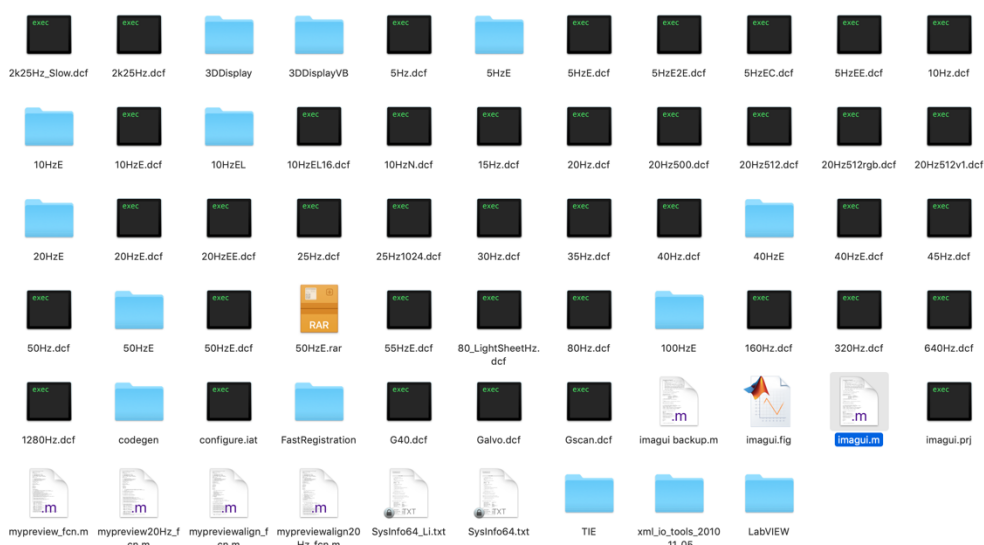 exec exec exec exec exec exec exec exec exec
2k25Hz_Slow.dcf 2k25Hz.dcf 3DDisplay 3DDisplayVB 5Hz.dcf 5HzE 5HzE.dcf 5HzE2E.dcf 5HzEC.dcf 5HzEE.dcf 10Hz.dcf
exec exec exec exec exec exec exec exec exec
10HzE 10HzE.dcf 10HzEL 10HzEL16.dcf 10HzN.dcf 15Hz.dcf 20Hz.dcf 20Hz500.dcf 20Hz512.dcf 20Hz512rgb.dcf 20Hz512v1.dcf
exec exec exec exec exec exec exec exec exec
20HzE 20HzE.dcf 20HzEE.dcf 25Hz.dcf 25Hz1024.dcf 30Hz.dcf 35Hz.dcf 40Hz.dcf 40HzE 40HzE.dcf 45Hz.dcf
exec exec RAR exec exec exec exec exec exec
50Hz.dcf 50HzE 50HzE.dcf 50HzE.rar 55HzE.dcf 80_LightSheetHz. 80Hz.dcf 100HzE 160Hz.dcf 320Hz.dcf 640Hz.dcf
dcf
exec exec exec exec exec .m .m exec
1280Hz.dcf codegen configure.iat FastRegistration G40.dcf Galvo.dcf Gscan.dcf imagui backup.m imagui.fig imagui.m imagui.prj
.m .m .m .m TXT TXT
mypreview_fcn.m mypreview20Hz_f mypreviewalign_f mypreviewalign20 SysInfo64_Li.txt SysInfo64.txt TIE xml_io_tools_2010 LabVIEW
cn.m cn.m Hz_fcn.m 11_05